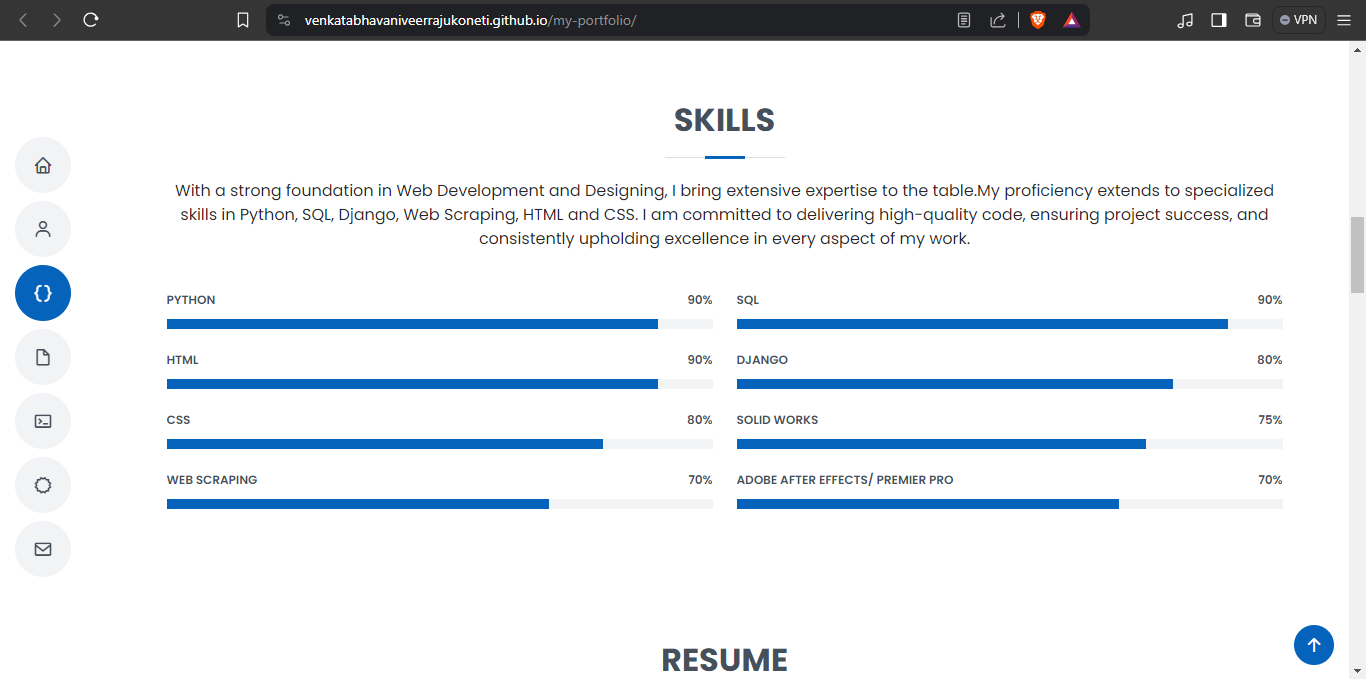 venkatabhavaniveerrajukoneti.github.io/my-portfolio/
VPN
SKILLS
With a strong foundation in Web Development and Designing, I bring extensive expertise to the table.My proficiency extends to specialized
skills in Python, SQL, Django, Web Scraping, HTML and CSS. I am committed to delivering high-quality code, ensuring project success, and
consistently upholding excellence in every aspect of my work.
PYTHON 90%
SQL 90%
HTML 90%
DJANGO 80%
CSS 80%
SOLID WORKS 75%
WEB SCRAPING 70%
ADOBE AFTER EFFECTS/ PREMIER PRO 70%
RESUME